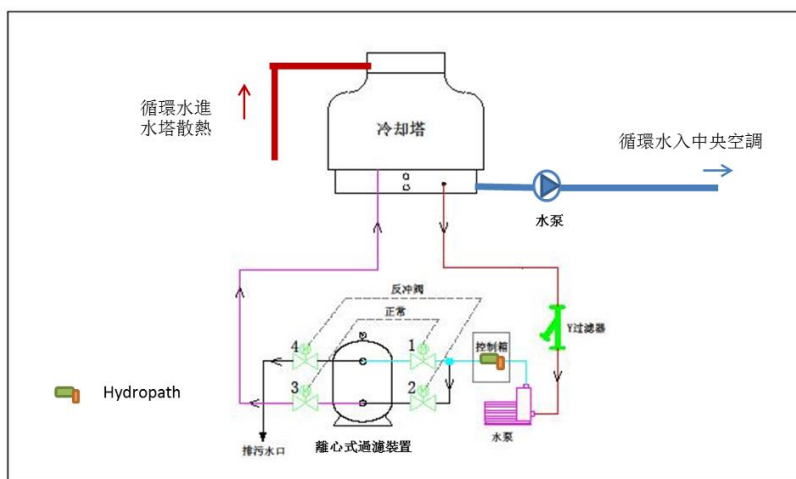 循環水進
水塔散熱
冷却塔
循環水入中央空調
水泵
反冲阀
正常
4
1
控制箱
Y过滤器
3
2
Hydropath
排污水口
離心式過濾裝置
水泵